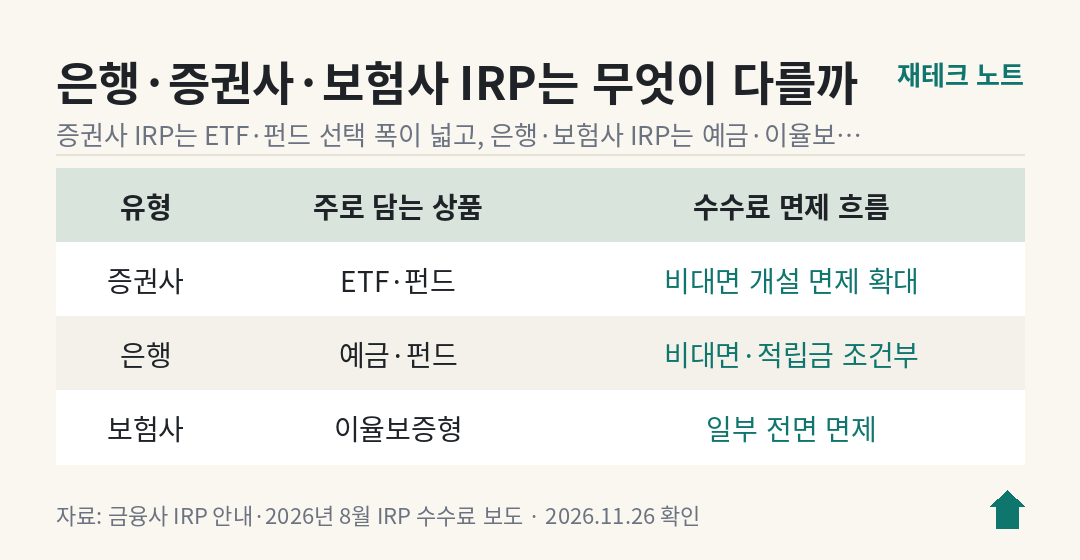 은행·증권사·보험사 IRP는 무엇이 다를까
재테크 노트
증권사 IRP는 ETF·펀드 선택 폭이 넓고, 은행·보험사 IRP는 예금·이율보…
유형 주로 담는 상품 수수료 면제 흐름
증권사 ETF·펀드 비대면 개설 면제 확대
은행 예금·펀드 비대면·적립금 조건부
보험사 이율보증형 일부 전면 면제
자료: 금융사 IRP 안내·2026년 8월 IRP 수수료 보도 · 2026.11.26 확인